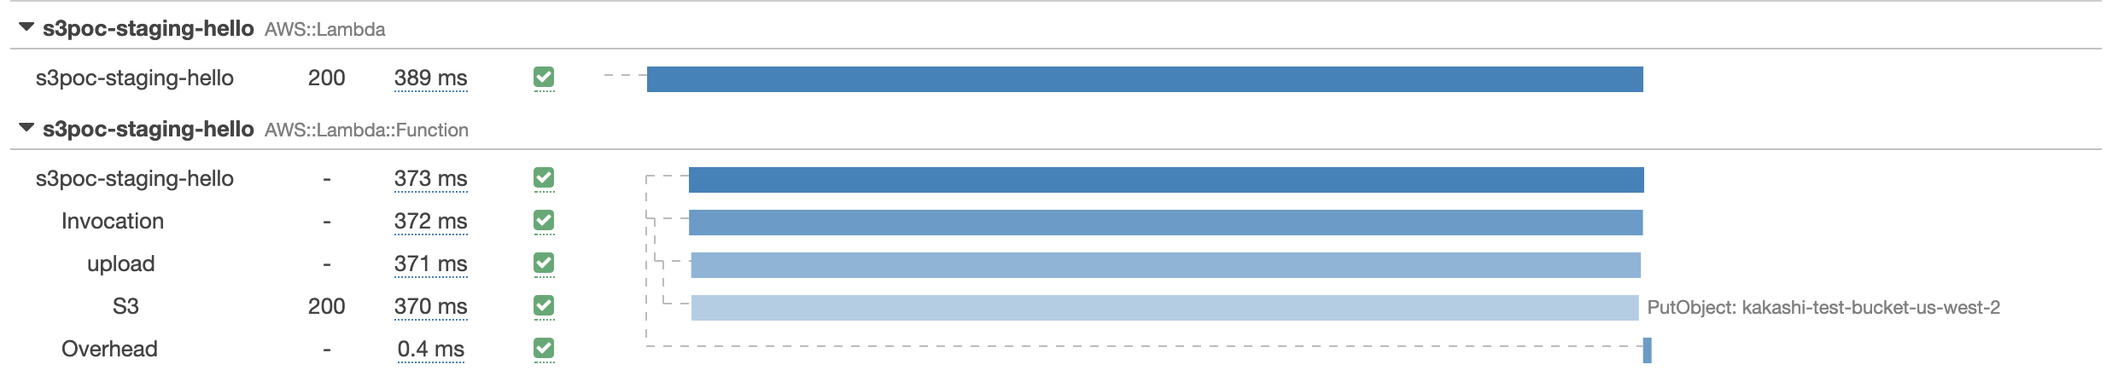 s3poc-staging-hello AWS::Lambda
s3poc-staging-hello 200 389 ms
s3poc-staging-hello AWS::Lambda::Function
s3poc-staging-hello - 373 ms
Invocation - 372 ms
upload - 371 ms
S3 200 370 ms PutObject: kakashi-test-bucket-us-west-2
Overhead - 0.4 ms